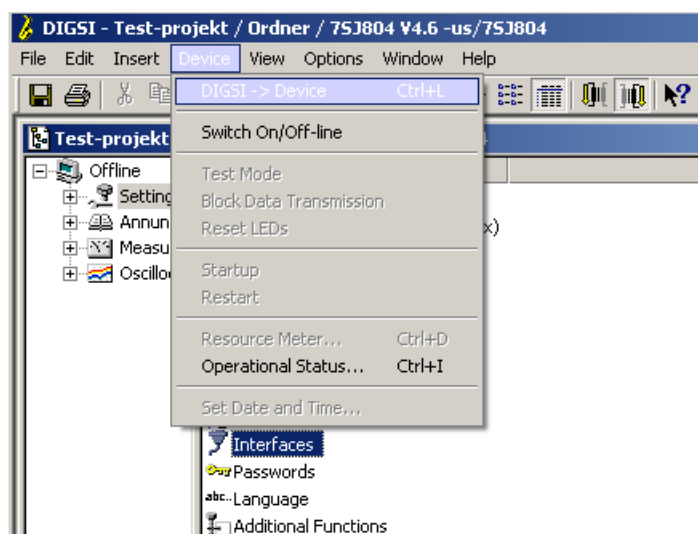 DIGSI - Test-projekt / Ordner / 7SJ804 V4.6 -us/7SJ804
File Edit Insert Device View Options Window Help
DIGSI -> Device Ctrl+L
Test-projekt
Switch On/Off-line
Offline
Test Mode
Setting
Block Data Transmission
Annun
Reset LEDs
x)
Measu
Oscillo
Startup
Restart
Resource Meter... Ctrl+D
Operational Status... Ctrl+I
Set Date and Time...
Interfaces
Passwords
abc..Language
Additional Functions